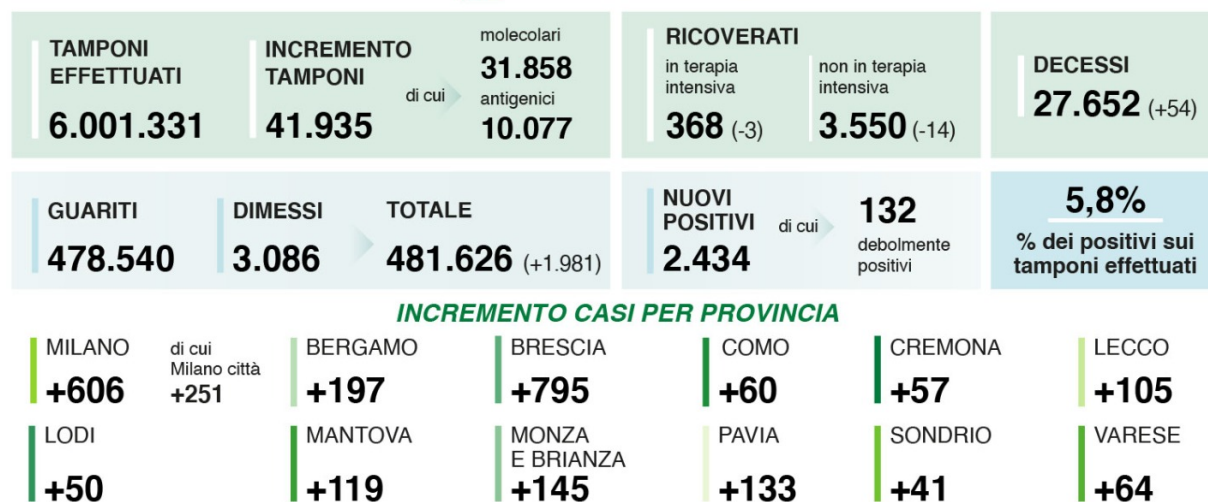 TAMPONI
EFFETTUATI
6.001.331
INCREMENTO
TAMPONI
41.935
di cui
molecolari
31.858
antigenici
10.077
RICOVERATI
in terapia
intensiva
368 (-3)
non in terapia
intensiva
3.550 (-14)
DECESSI
27.652 (+54)
GUARITI
478.540
DIMESSI
3.086
TOTALE
481.626 (+1.981)
NUOVI
POSITIVI
2.434
di cui
132
debolmente
positivi
5,8%
% dei positivi sui
tamponi effettuati
INCREMENTO CASI PER PROVINCIA
MILANO
+606
di cui
Milano città
+251
BERGAMO
+197
BRESCIA
+795
COMO
+60
CREMONA
+57
LECCO
+105
LODI
+50
MANTOVA
+119
MONZA
E BRIANZA
+145
PAVIA
+133
SONDRIO
+41
VARESE
+64